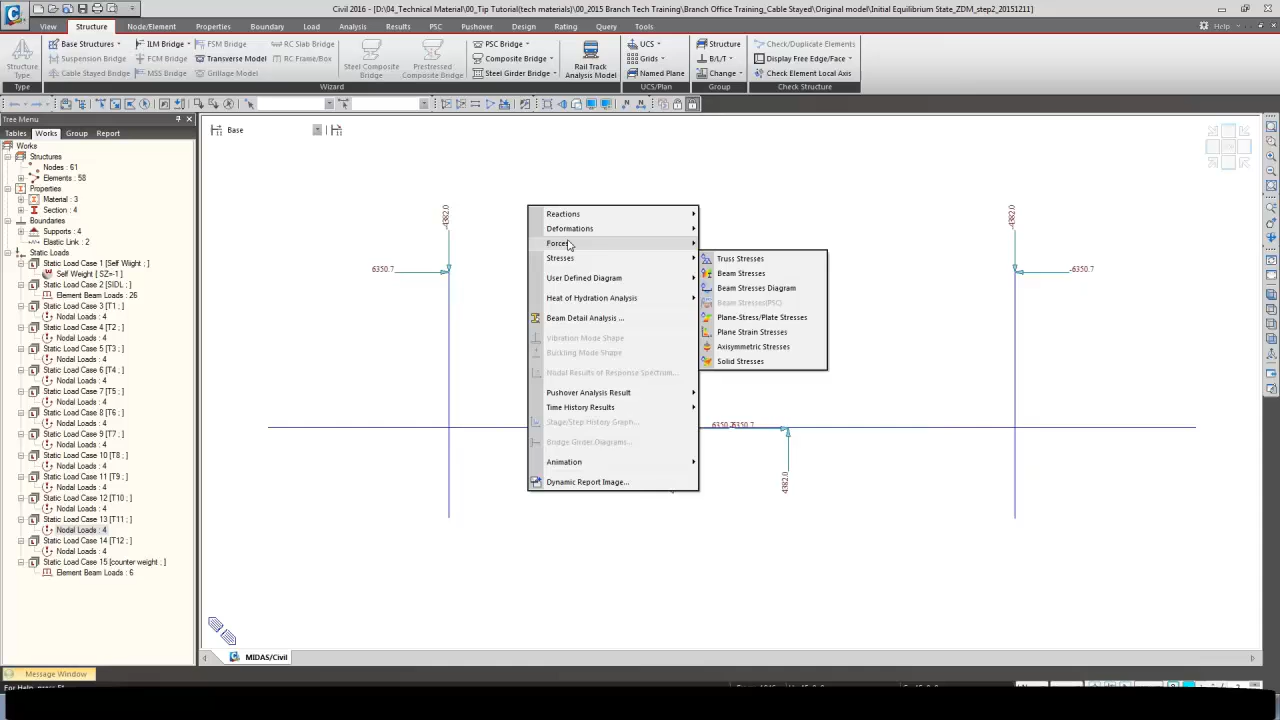 Civil 2016 - [D:\04_Technical Material\00_Tip Tutorial(tech materials)\00_2015 Branch Tech Training\Branch Office Training_Cable Stayed\Original model\Initial Equilibrium State_ZDM_step2_20151211]
View Structure Node/Element Properties Boundary Load Analysis Results PSC Pushover Design Rating Query Tools Help
Structure Type
Type
Base Structures
Suspension Bridge
Cable Stayed Bridge
ILM Bridge
FCM Bridge
MSS Bridge
FSM Bridge
Transverse Model
Grillage Model
RC Slab Bridge
RC Frame/Box
Steel Composite Bridge
Prestressed Composite Bridge
PSC Bridge
Composite Bridge
Steel Girder Bridge
Rail Track Analysis Model
Wizard
UCS
Grids
Named Plane
UCS/Plan
Structure
B/L/T
Change
Group
Check/Duplicate Elements
Display Free Edge/Face
Check Element Local Axis
Check Structure
Tree Menu
Tables Works Group Report
Works
Structures
Nodes : 61
Elements : 58
Properties
Material : 3
Section : 4
Boundaries
Supports : 4
Elastic Link : 2
Static Loads
Static Load Case 1 [Self Wiight ; ]
Self Weight [ SZ=-1 ]
Static Load Case 2 [SIDL ; ]
Element Beam Loads : 26
Static Load Case 3 [T1 ; ]
Nodal Loads : 4
Static Load Case 4 [T2 ; ]
Nodal Loads : 4
Static Load Case 5 [T3 ; ]
Nodal Loads : 4
Static Load Case 6 [T4 ; ]
Nodal Loads : 4
Static Load Case 7 [T5 ; ]
Nodal Loads : 4
Static Load Case 8 [T6 ; ]
Nodal Loads : 4
Static Load Case 9 [T7 ; ]
Nodal Loads : 4
Static Load Case 10 [T8 ; ]
Nodal Loads : 4
Static Load Case 11 [T9 ; ]
Nodal Loads : 4
Static Load Case 12 [T10 ; ]
Nodal Loads : 4
Static Load Case 13 [T11 ; ]
Nodal Loads : 4
Static Load Case 14 [T12 ; ]
Nodal Loads : 4
Static Load Case 15 [counter weight ; ]
Element Beam Loads : 6
Base
-4382.0
6350.7
-4382.0
-6350.7
4382.0
Reactions
Deformations
Forces
Stresses
User Defined Diagram
Heat of Hydration Analysis
Beam Detail Analysis ...
Vibration Mode Shape
Buckling Mode Shape
Nodal Results of Response Spectrum...
Pushover Analysis Result
Time History Results
Stage/Step History Graph...
Bridge Girder Diagrams...
Animation
Dynamic Report Image...
Truss Stresses
Beam Stresses
Beam Stresses Diagram
Beam Stresses(PSC)
Plane-Stress/Plate Stresses
Plane Strain Stresses
Axisymmetric Stresses
Solid Stresses
MIDAS/Civil
Message Window